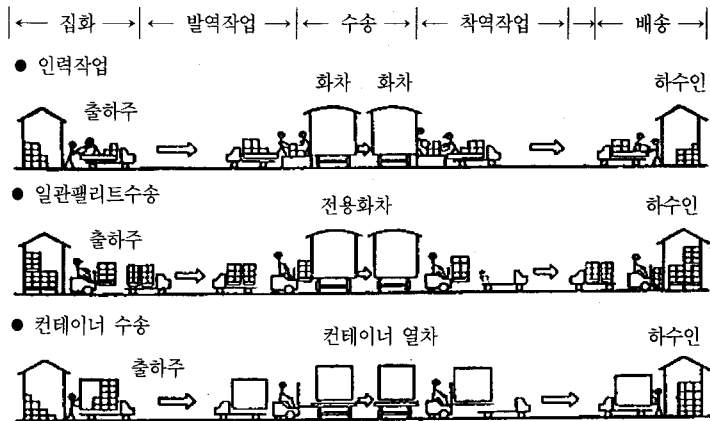 집화 발역작업 수송 착역작업 배송
● 인력작업
출하주 화차 화차 하수인
● 일관팰리트수송
출하주 전용화차 하수인
● 컨테이너 수송
출하주 컨테이너 열차 하수인